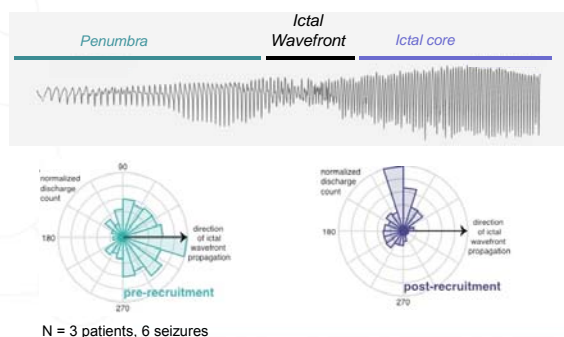 Ictal
Penumbra Wavefront Ictal core
90
normalized
discharge
count
180
direction
of ictal
wavefront
propagation
pre-recruitment
270
normalized
discharge
count
180
direction
of ictal
wavefront
propagation
post-recruitment
270
N = 3 patients, 6 seizures